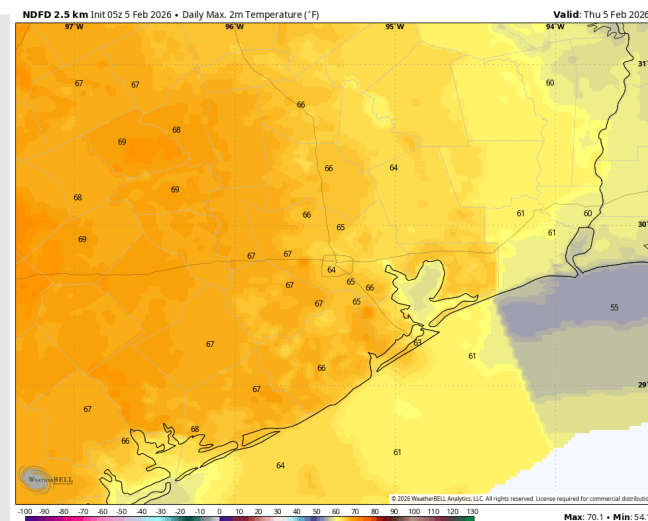 NDFD 2.5 km Init 05z 5 Feb 2026 • Daily Max. 2m Temperature (°F)
Valid: Thu 5 Feb 2026
97°W 96°W 95°W 94°W
31°
67 67 60
66
69 68
66 64
69
68
66 61 60
65 61
30°
69
67 67
64
67 65 66
67 65
55
67 63 61
66
29°
67
67
68
66
61
64
WEATHERBELL
© 2026 WeatherBELL Analytics, LLC. All rights reserved. License required for commercial distributio
-100 -90 -80 -70 -60 -50 -40 -30 -20 -10 0 10 20 30 40 50 60 70 80 90 100 110 120 130
Max: 70.1 • Min: 54.